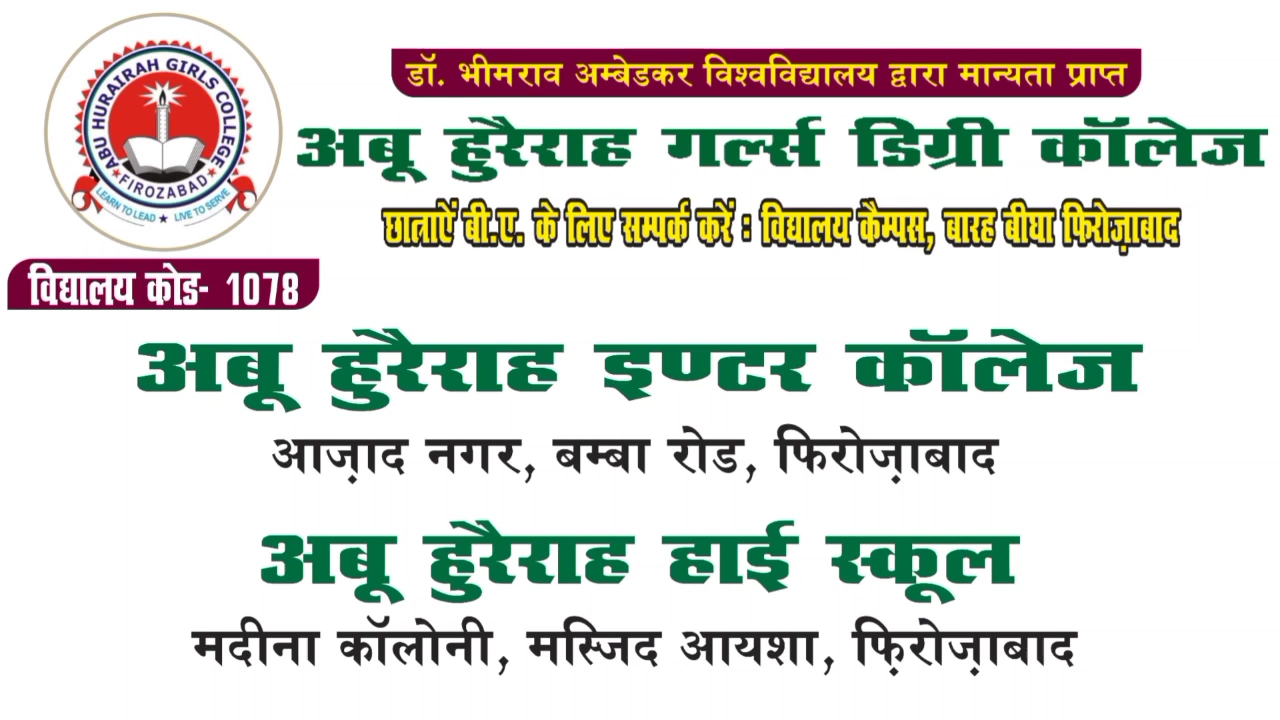 डॉ. भीमराव अम्बेडकर विश्वविद्यालय द्वारा मान्यता प्राप्त
ABU HURAIRAH GIRLS COLLEGE
FIROZABAD
LEARN TO LEAD ★ LIVE TO SERVE
अबू हुरैराह गर्ल्स डिग्री कॉलेज
छात्राऐं बी.ए. के लिए सम्पर्क करें : विद्यालय कैम्पस, बारह बीघा फिरोज़ाबाद
विद्यालय कोड- 1078
अबू हुरैराह इण्टर कॉलेज
आज़ाद नगर, बम्बा रोड, फिरोज़ाबाद
अबू हुरैराह हाई स्कूल
मदीना कॉलोनी, मस्जिद आयशा, फ़िरोज़ाबाद